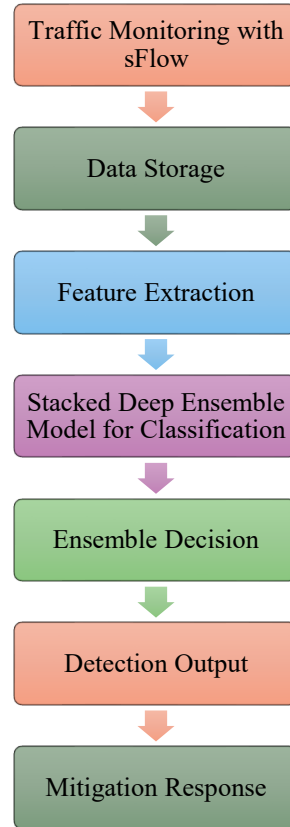 Traffic Monitoring with
sFlow
Data Storage
Feature Extraction
Stacked Deep Ensemble
Model for Classification
Ensemble Decision
Detection Output
Mitigation Response